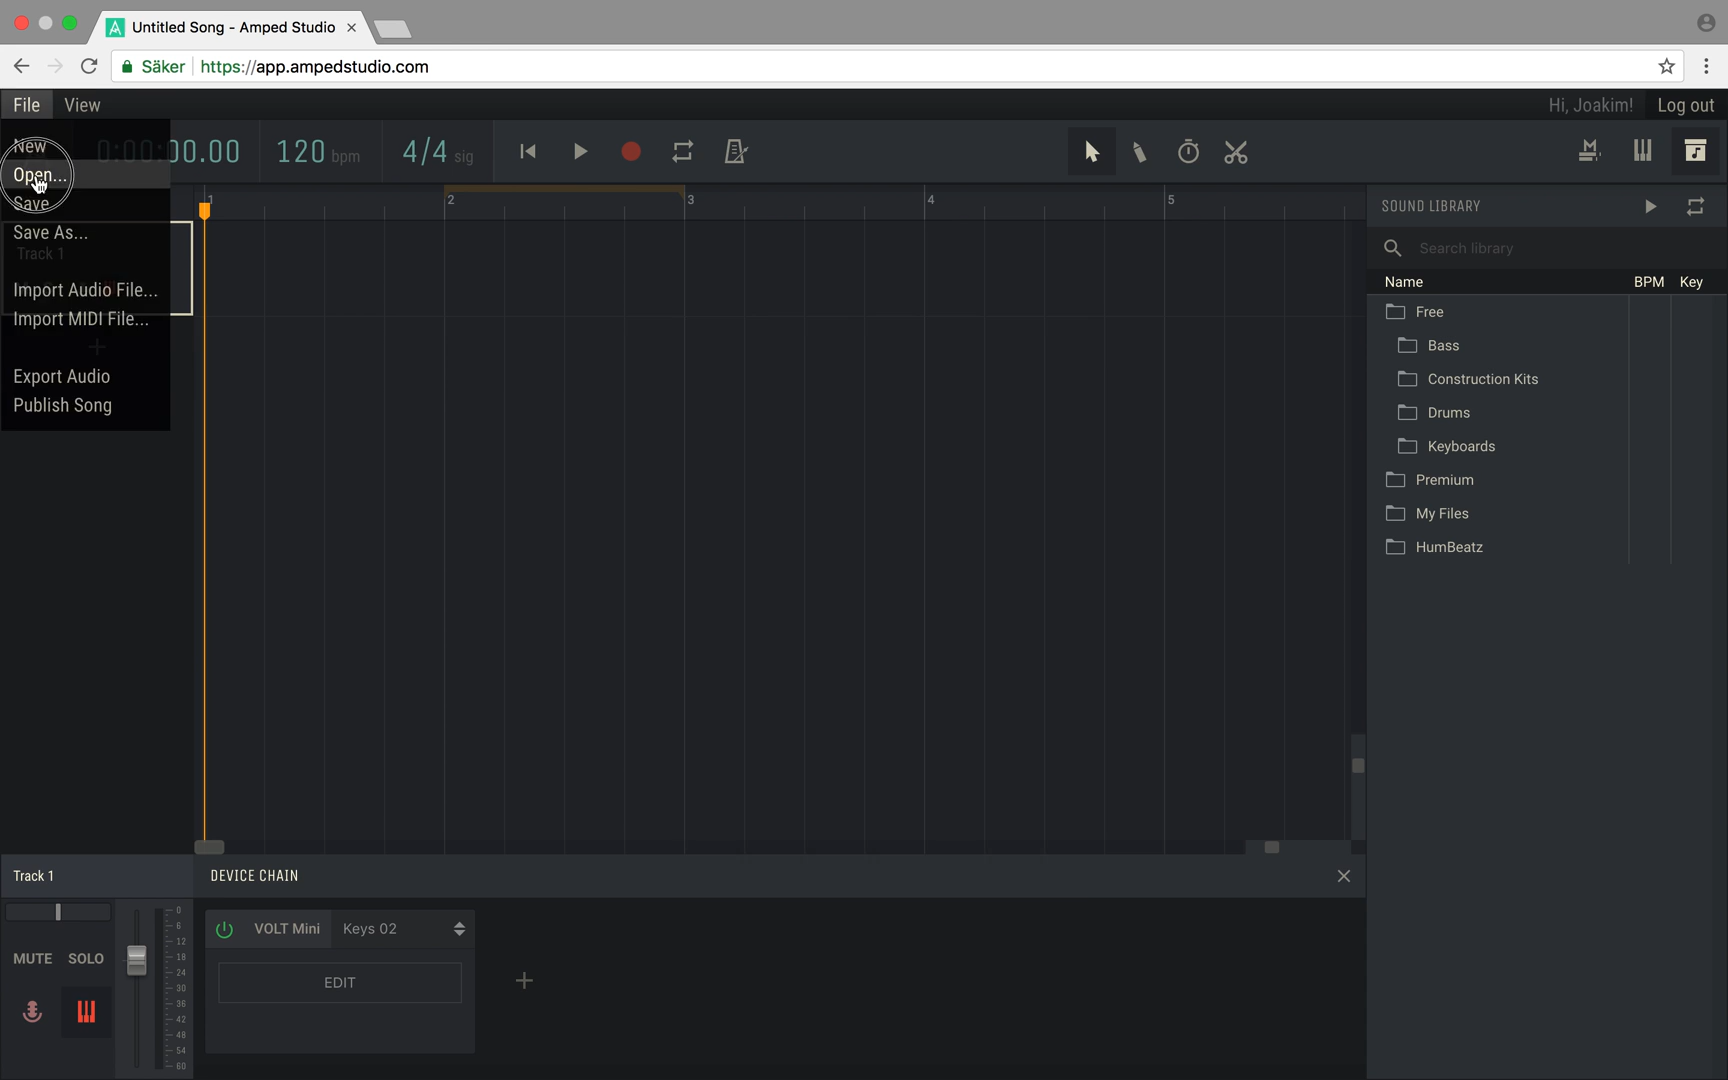 Untitled Song - Amped Studio
Säker https://app.ampedstudio.com
File View Hi, Joakim! Log out
New
Open...
Save
Save As...
Track 1
Import Audio File...
Import MIDI File...
Export Audio
Publish Song
0:00:00.00 120 bpm 4/4 sig
1 2 3 4 5
SOUND LIBRARY
Search library
Name BPM Key
Free
Bass
Construction Kits
Drums
Keyboards
Premium
My Files
HumBeatz
Track 1
DEVICE CHAIN
MUTE SOLO
0
6
12
18
24
30
36
42
48
54
60
VOLT Mini Keys 02
EDIT